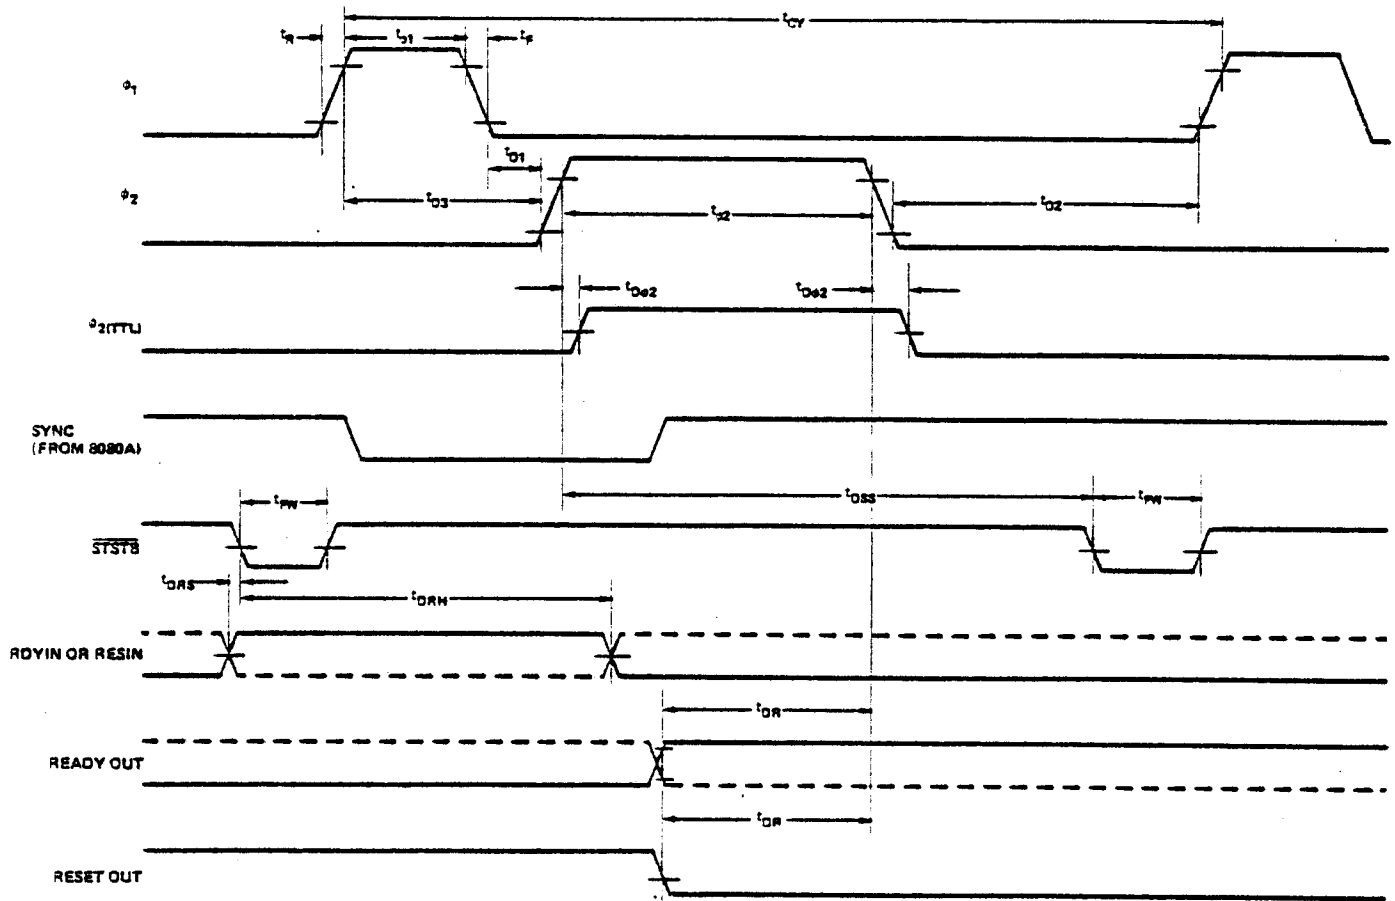 tCY
tR
tφ1
tF
φ1
tD1
φ2
tD3
tφ2
tD2
tDφ2
tDφ2
φ2(TTL)
SYNC
(FROM 8080A)
tPW
tDSS
tPW
STSTB
tDRS
tDRH
RDYIN OR RESIN
tDR
READY OUT
tDR
RESET OUT